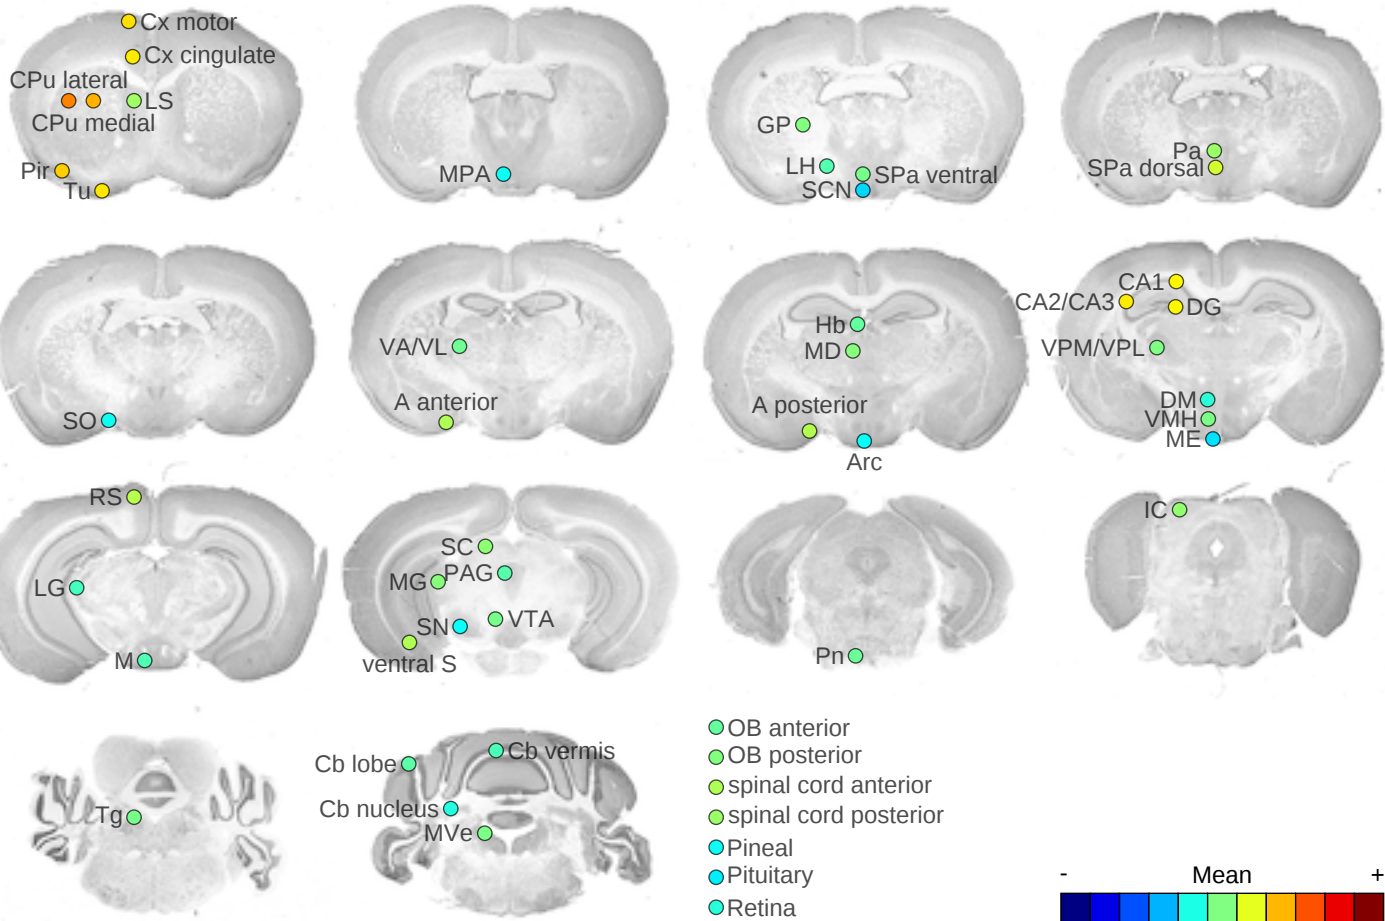 Cx motor
Cx cingulate
CPu lateral
LS
CPu medial
Pir
Tu
MPA
GP
LH
SPa ventral
SCN
Pa
SPa dorsal
SO
VA/VL
A anterior
Hb
MD
A posterior
Arc
CA1
CA2/CA3
DG
VPM/VPL
DM
VMH
ME
RS
LG
M
SC
PAG
MG
VTA
SN
ventral S
Pn
IC
Tg
Cb vermis
Cb lobe
Cb nucleus
MVe
OB anterior
OB posterior
spinal cord anterior
spinal cord posterior
Pineal
Pituitary
Retina
- Mean +